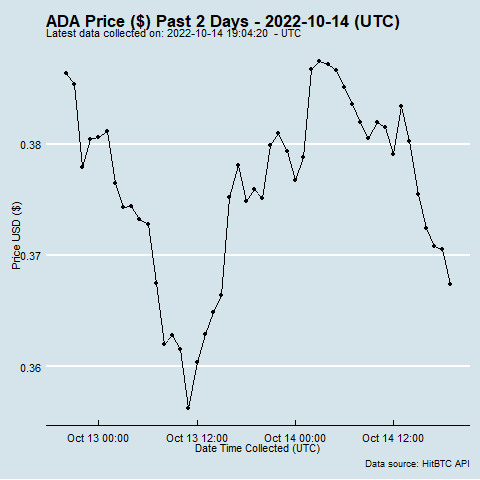 ADA Price ($) Past 2 Days - 2022-10-14 (UTC)
Latest data collected on: 2022-10-14 19:04:20  - UTC
0.38
Price USD ($)
0.37
0.36
Oct 13 00:00 Oct 13 12:00 Oct 14 00:00 Oct 14 12:00
Date Time Collected (UTC)
Data source: HitBTC API